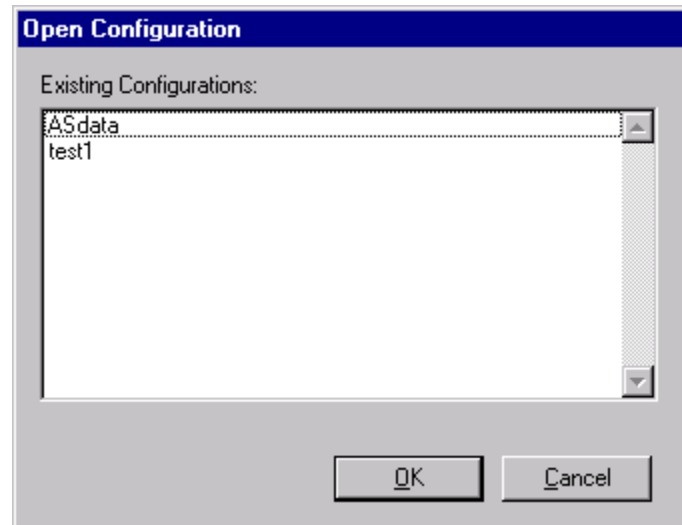 Open Configuration
Existing Configurations:
ASdata
test1
OK Cancel